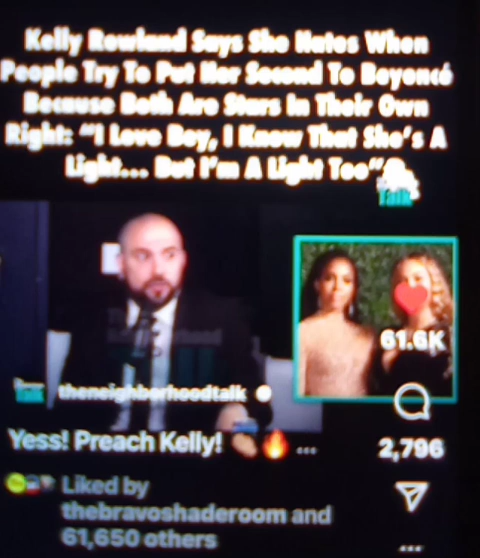 Kelly Rowland Says She Hates When
People Try To Put Her Second To Beyoncé
Because Both Are Stars In Their Own
Right: “I Love Bey, I Know That She’s A
Light... But I’m A Light Too”
Talk
61.6K
theneighborhoodtalk
Yess! Preach Kelly! ...
2,796
Liked by
thebravoshaderoom and
61,650 others